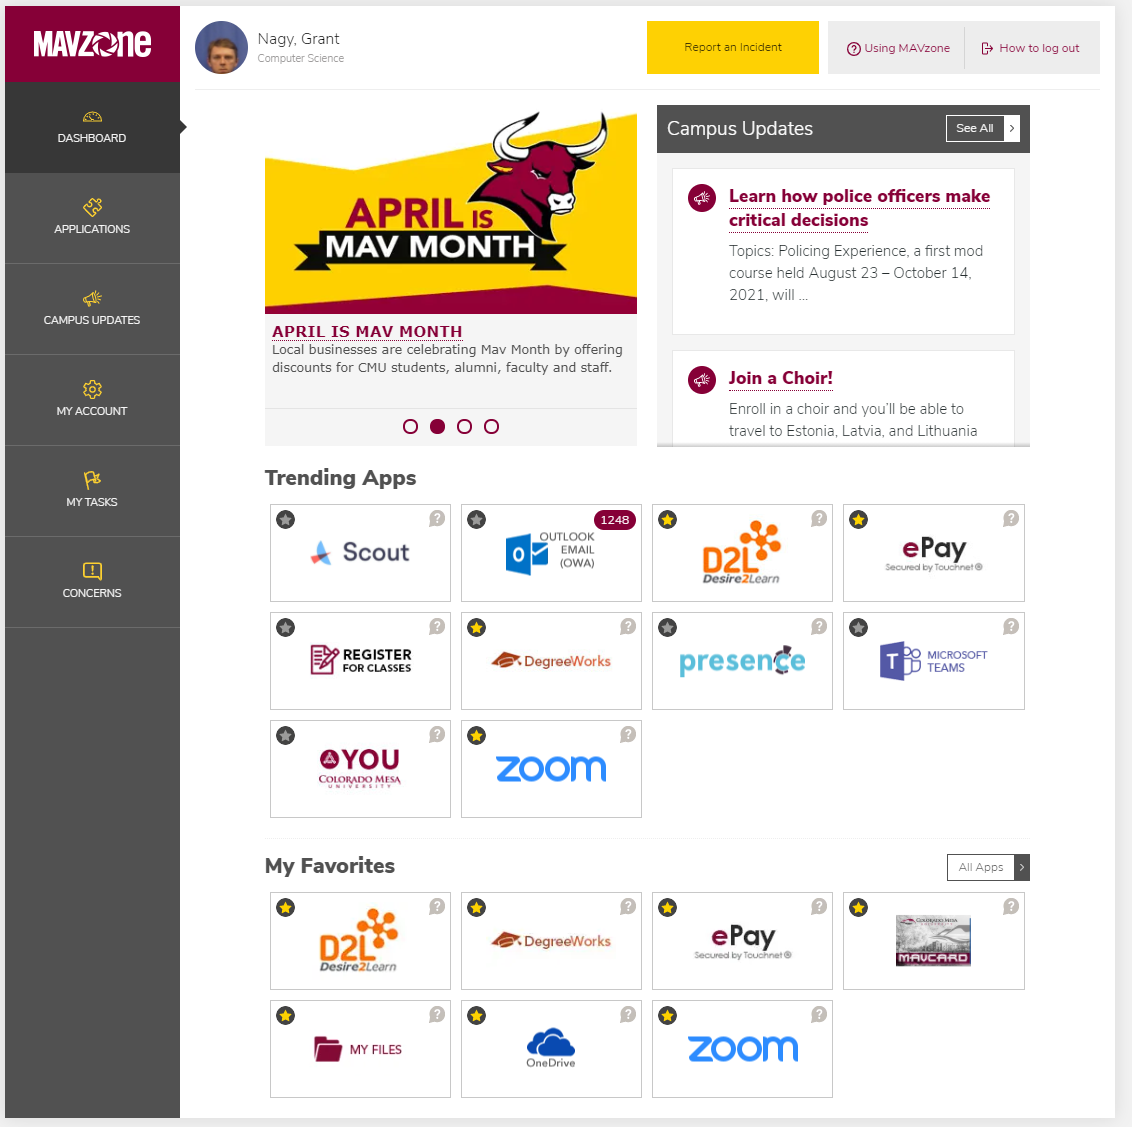 MAVZONE
Nagy, Grant
Computer Science
Report an Incident
Using MAVzone
How to log out
DASHBOARD
APPLICATIONS
CAMPUS UPDATES
MY ACCOUNT
MY TASKS
CONCERNS
APRIL IS
MAV MONTH
APRIL IS MAV MONTH
Local businesses are celebrating Mav Month by offering
discounts for CMU students, alumni, faculty and staff.
Campus Updates
See All
Learn how police officers make
critical decisions
Topics: Policing Experience, a first mod
course held August 23 – October 14,
2021, will ...
Join a Choir!
Enroll in a choir and you’ll be able to
travel to Estonia, Latvia, and Lithuania
Trending Apps
Scout
1248
OUTLOOK
EMAIL
(OWA)
D2L
Desire2Learn
ePay
Secured by Touchnet ®
REGISTER
FOR CLASSES
DegreeWorks
presence
MICROSOFT
TEAMS
YOU
COLORADO MESA
UNIVERSITY
zoom
My Favorites
All Apps
D2L
Desire2Learn
DegreeWorks
ePay
Secured by Touchnet ®
COLORADO MESA
MAVCARD
MY FILES
OneDrive
zoom